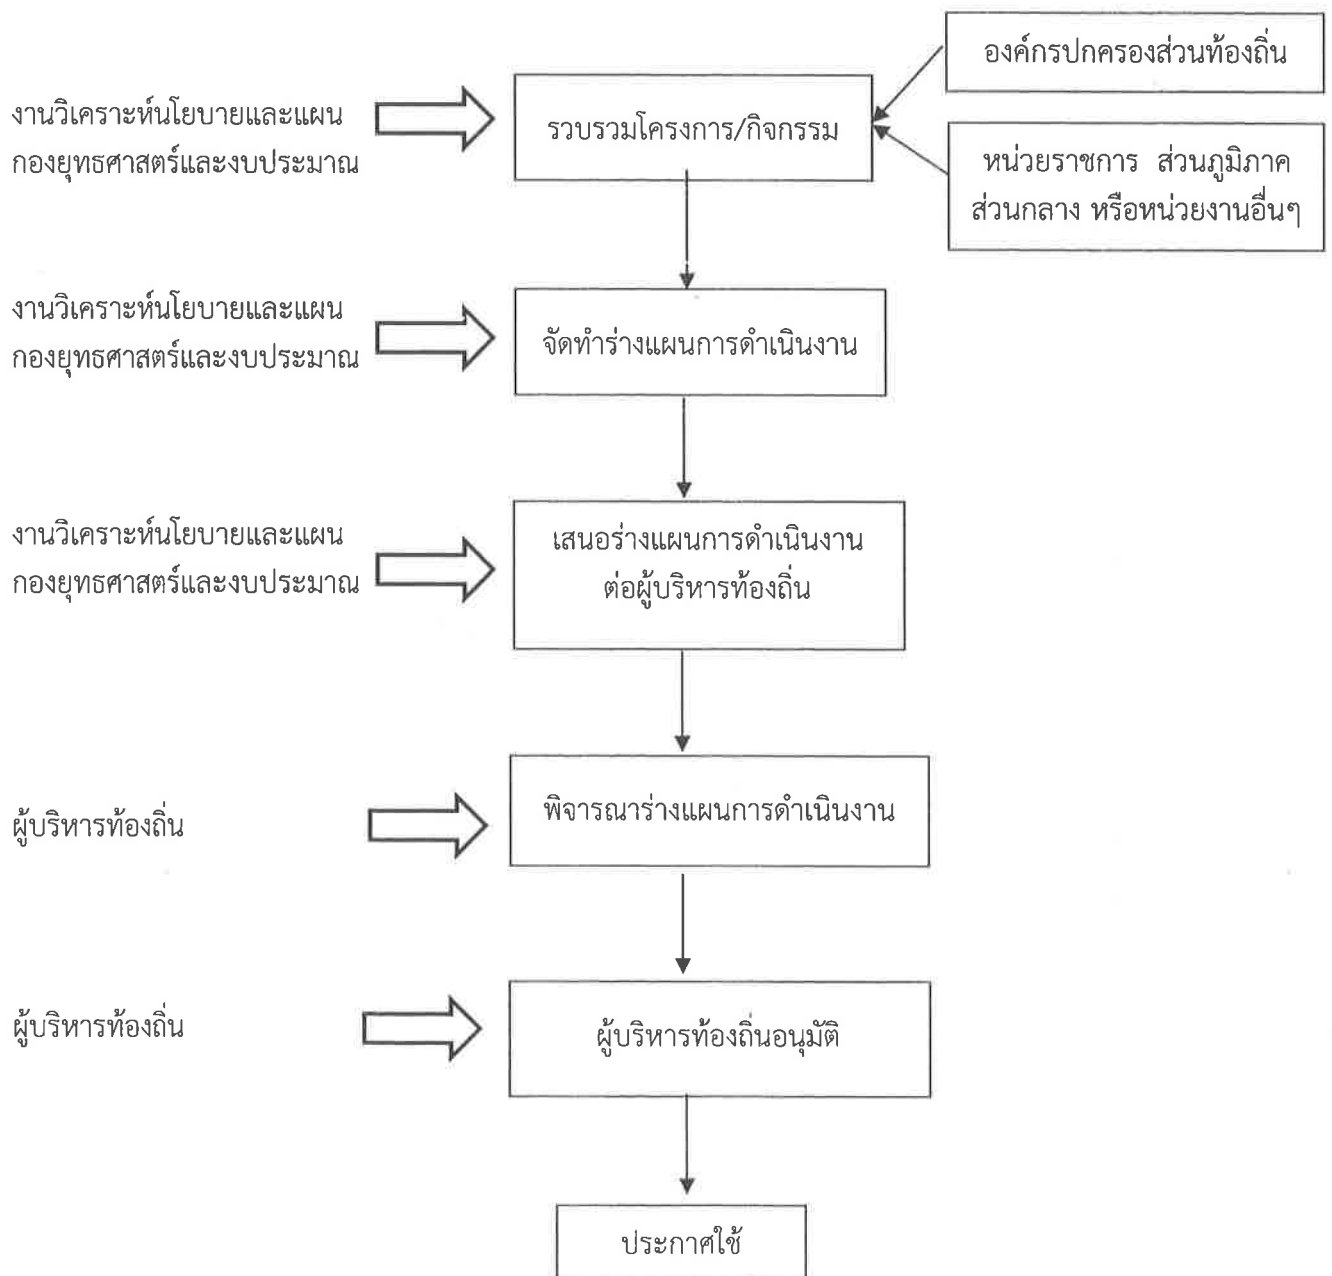 องค์กรปกครองส่วนท้องถิ่น
งานวิเคราะห์นโยบายและแผน
กองยุทธศาสตร์และงบประมาณ
รวบรวมโครงการ/กิจกรรม
หน่วยราชการ ส่วนภูมิภาค
ส่วนกลาง หรือหน่วยงานอื่นๆ
งานวิเคราะห์นโยบายและแผน
กองยุทธศาสตร์และงบประมาณ
จัดทำร่างแผนการดำเนินงาน
งานวิเคราะห์นโยบายและแผน
กองยุทธศาสตร์และงบประมาณ
เสนอร่างแผนการดำเนินงาน
ต่อผู้บริหารท้องถิ่น
ผู้บริหารท้องถิ่น
พิจารณาร่างแผนการดำเนินงาน
ผู้บริหารท้องถิ่น
ผู้บริหารท้องถิ่นอนุมัติ
ประกาศใช้